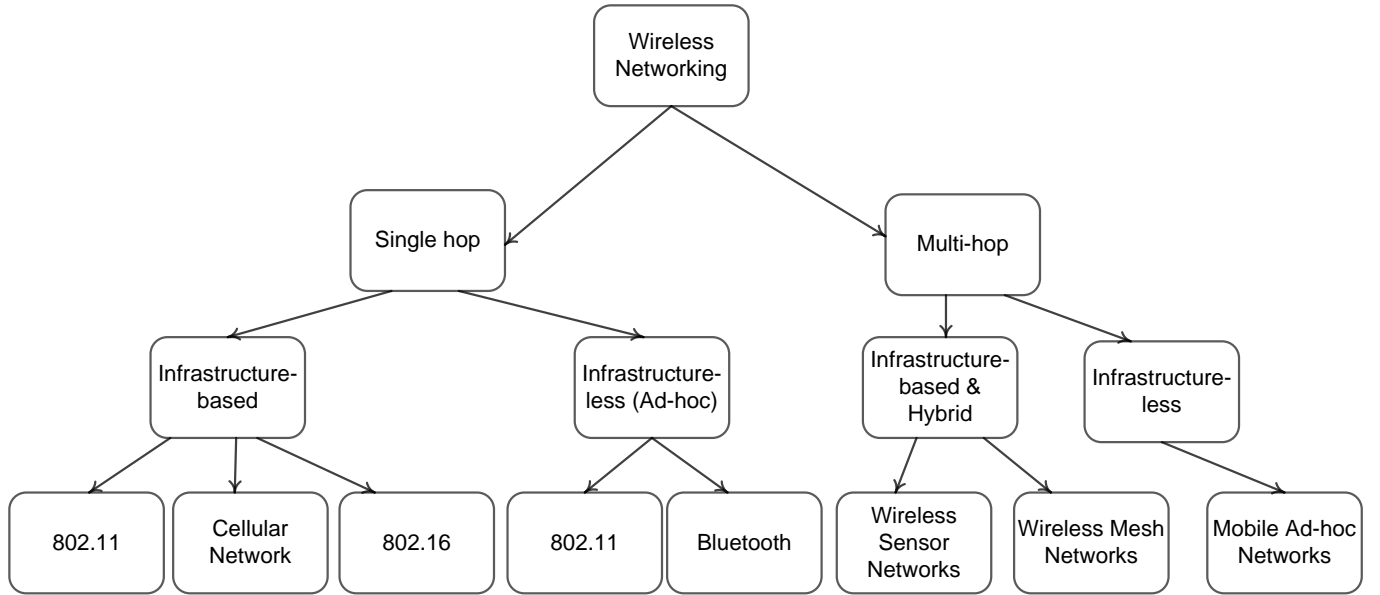 Wireless
Networking
Single hop
Multi-hop
Infrastructure-
based
Infrastructure-
less (Ad-hoc)
Infrastructure-
based &
Hybrid
Infrastructure-
less
802.11
Cellular
Network
802.16
802.11
Bluetooth
Wireless
Sensor
Networks
Wireless Mesh
Networks
Mobile Ad-hoc
Networks